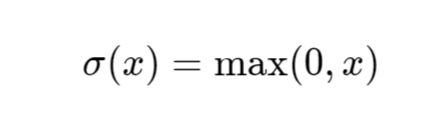 σ(x) = max(0, x)